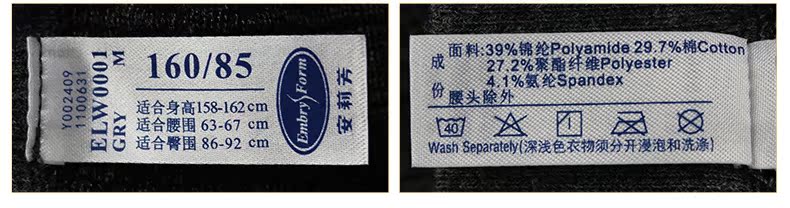 Y002409
1100631
ELW0001
GRY M
160/85
适合身高158-162 cm
适合腰围 63-67 cm
适合臀围 86-92 cm
Embry Form
安莉芳
成份
面料:39%锦纶Polyamide 29.7%棉Cotton
27.2%聚酯纤维Polyester
4.1%氨纶Spandex
腰头除外
40
Wash Separately(深浅色衣物须分开浸泡和洗涤)